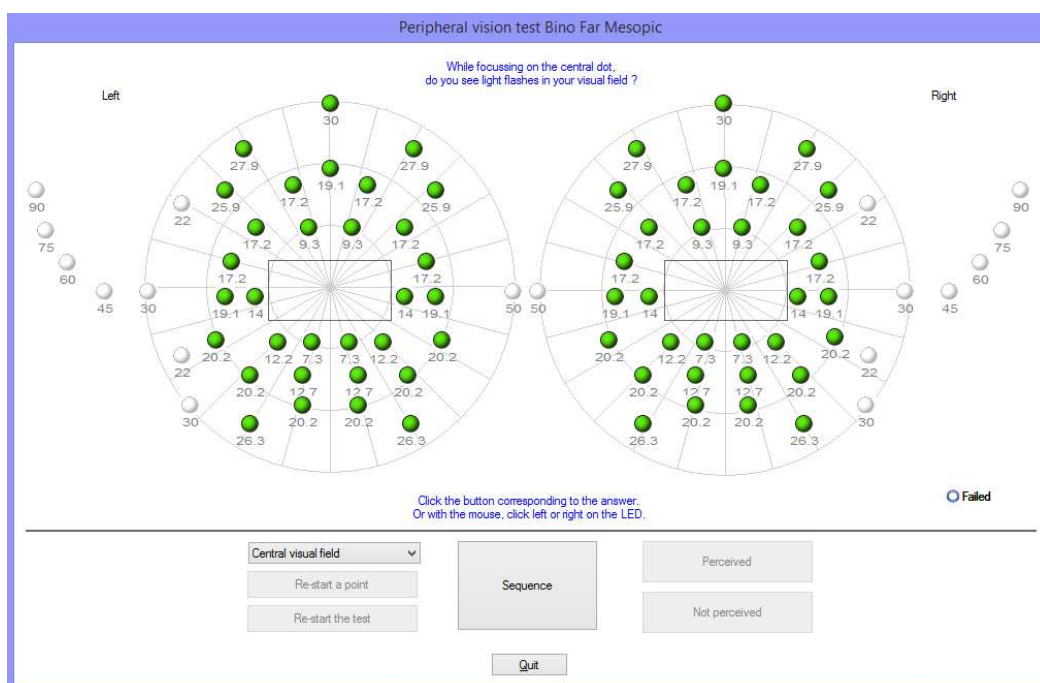 Peripheral vision test Bino Far Mesopic
While focussing on the central dot,
do you see light flashes in your visual field ?
Left Right
30 30
27.9 27.9 27.9 27.9
19.1 19.1
90 22 25.9 17.2 17.2 25.9 25.9 17.2 17.2 25.9 22 90
75 17.2 9.3 9.3 17.2 17.2 9.3 9.3 17.2 75
60 17.2 17.2 17.2 17.2 60
45 30 19.1 14 14 19.1 50 50 19.1 14 14 19.1 30 45
20.2 20.2 20.2 20.2
22 12.2 7.3 7.3 12.2 12.2 7.3 7.3 12.2 22
20.2 12.7 12.7 20.2 20.2 12.7 12.7 20.2
30 20.2 20.2 20.2 20.2 30
26.3 26.3 26.3 26.3
Failed
Click the button corresponding to the answer.
Or with the mouse, click left or right on the LED.
Central visual field
Re-start a point
Re-start the test
Sequence
Perceived
Not perceived
Quit